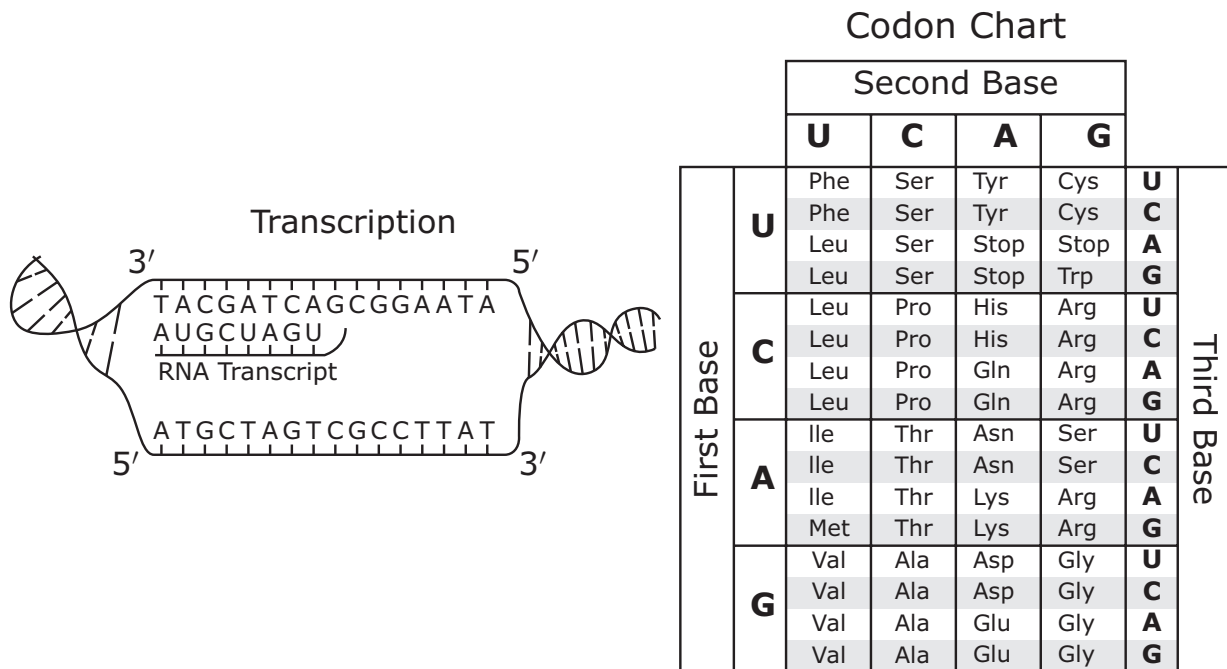 Transcription
3′ 5′
TACGATCAGCGGAATA
AUGCUAGU
RNA Transcript
ATGCTAGTCGCCTTAT
5′ 3′
Codon Chart
Second Base
U C A G
First Base
Third Base
U
Phe Ser Tyr Cys U
Phe Ser Tyr Cys C
Leu Ser Stop Stop A
Leu Ser Stop Trp G
C
Leu Pro His Arg U
Leu Pro His Arg C
Leu Pro Gln Arg A
Leu Pro Gln Arg G
A
Ile Thr Asn Ser U
Ile Thr Asn Ser C
Ile Thr Lys Arg A
Met Thr Lys Arg G
G
Val Ala Asp Gly U
Val Ala Asp Gly C
Val Ala Glu Gly A
Val Ala Glu Gly G